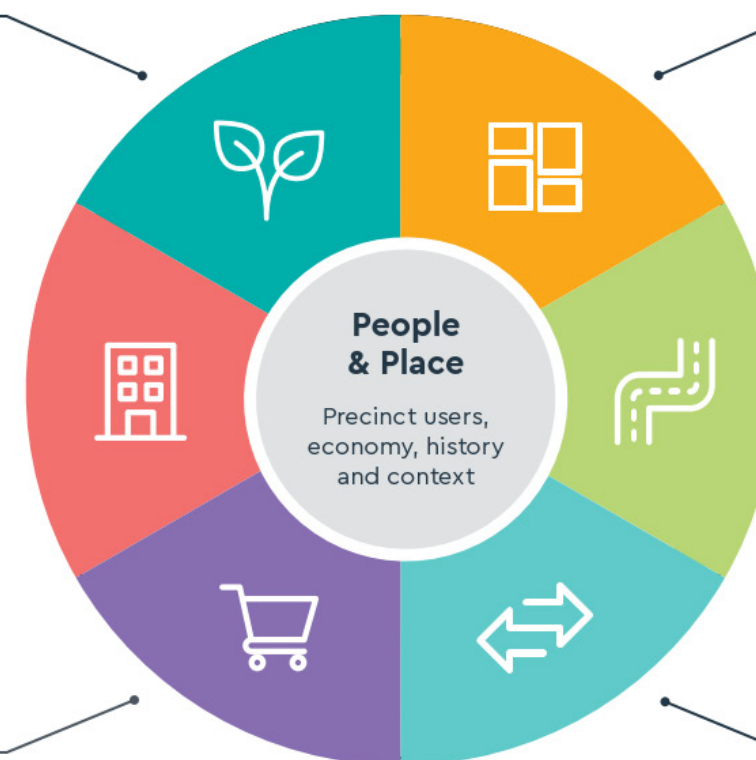 People
& Place
Precinct users,
economy, history
and context